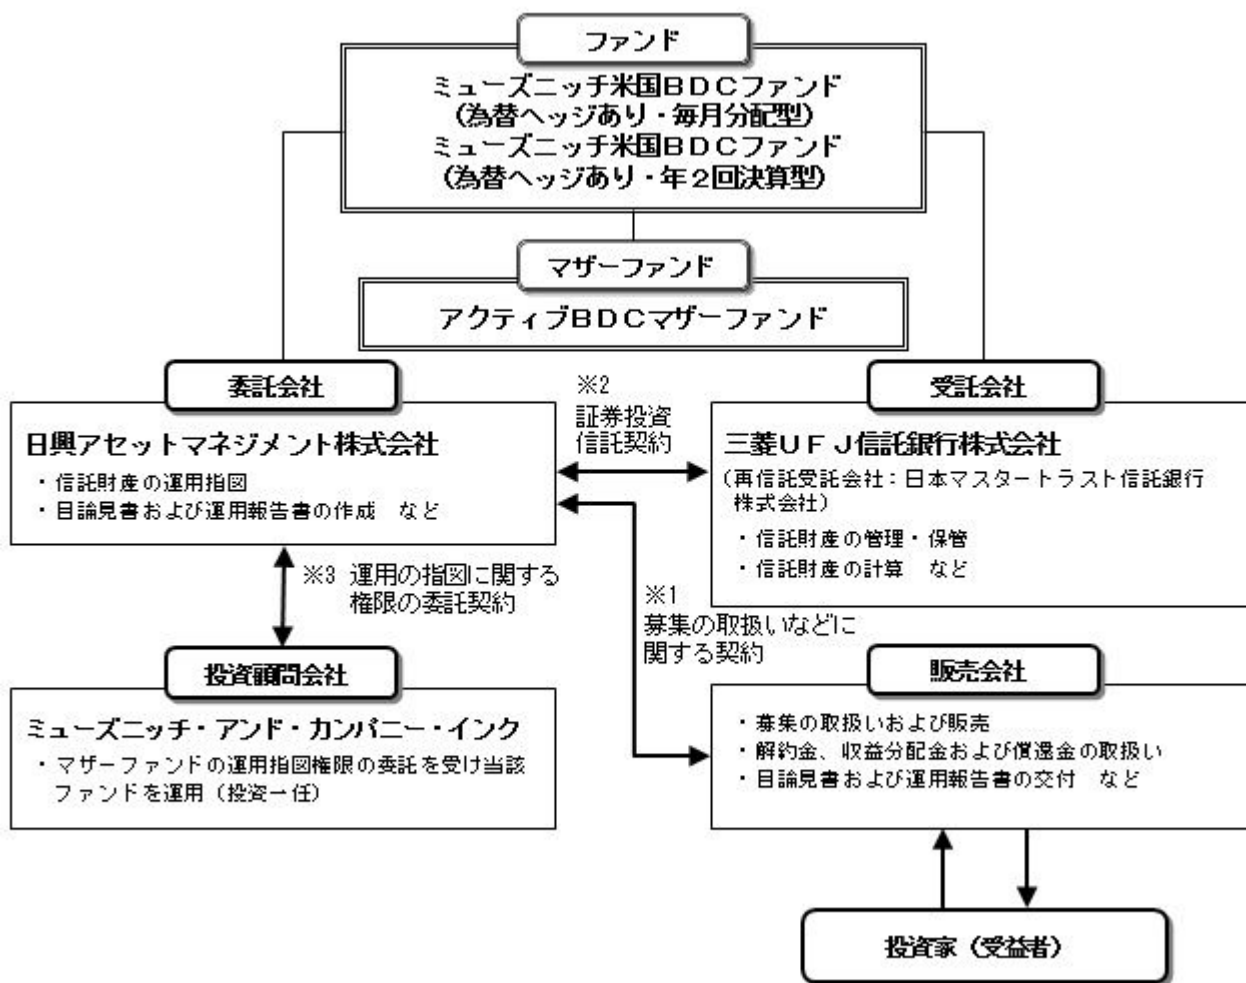 ファンド
ミューズニッチ米国BDCファンド
(為替ヘッジあり・毎月分配型)
ミューズニッチ米国BDCファンド
(為替ヘッジあり・年2回決算型)
マザーファンド
アクティブBDCマザーファンド
委託会社
日興アセットマネジメント株式会社
・信託財産の運用指図
・目論見書および運用報告書の作成 など
※2
証券投資
信託契約
受託会社
三菱UFJ信託銀行株式会社
(再信託受託会社:日本マスタートラスト信託銀行
株式会社)
・信託財産の管理・保管
・信託財産の計算 など
※3 運用の指図に関する
権限の委託契約
※1
募集の取扱いなどに
関する契約
投資顧問会社
ミューズニッチ・アンド・カンパニー・インク
・マザーファンドの運用指図権限の委託を受け当該
ファンドを運用(投資一任)
販売会社
・募集の取扱いおよび販売
・解約金、収益分配金および償還金の取扱い
・目論見書および運用報告書の交付 など
投資家(受益者)